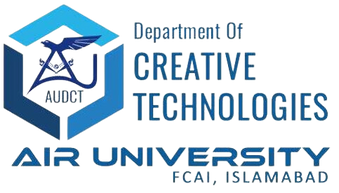 AUDCT
Department Of
CREATIVE
TECHNOLOGIES
AIR UNIVERSITY
FCAI, ISLAMABAD